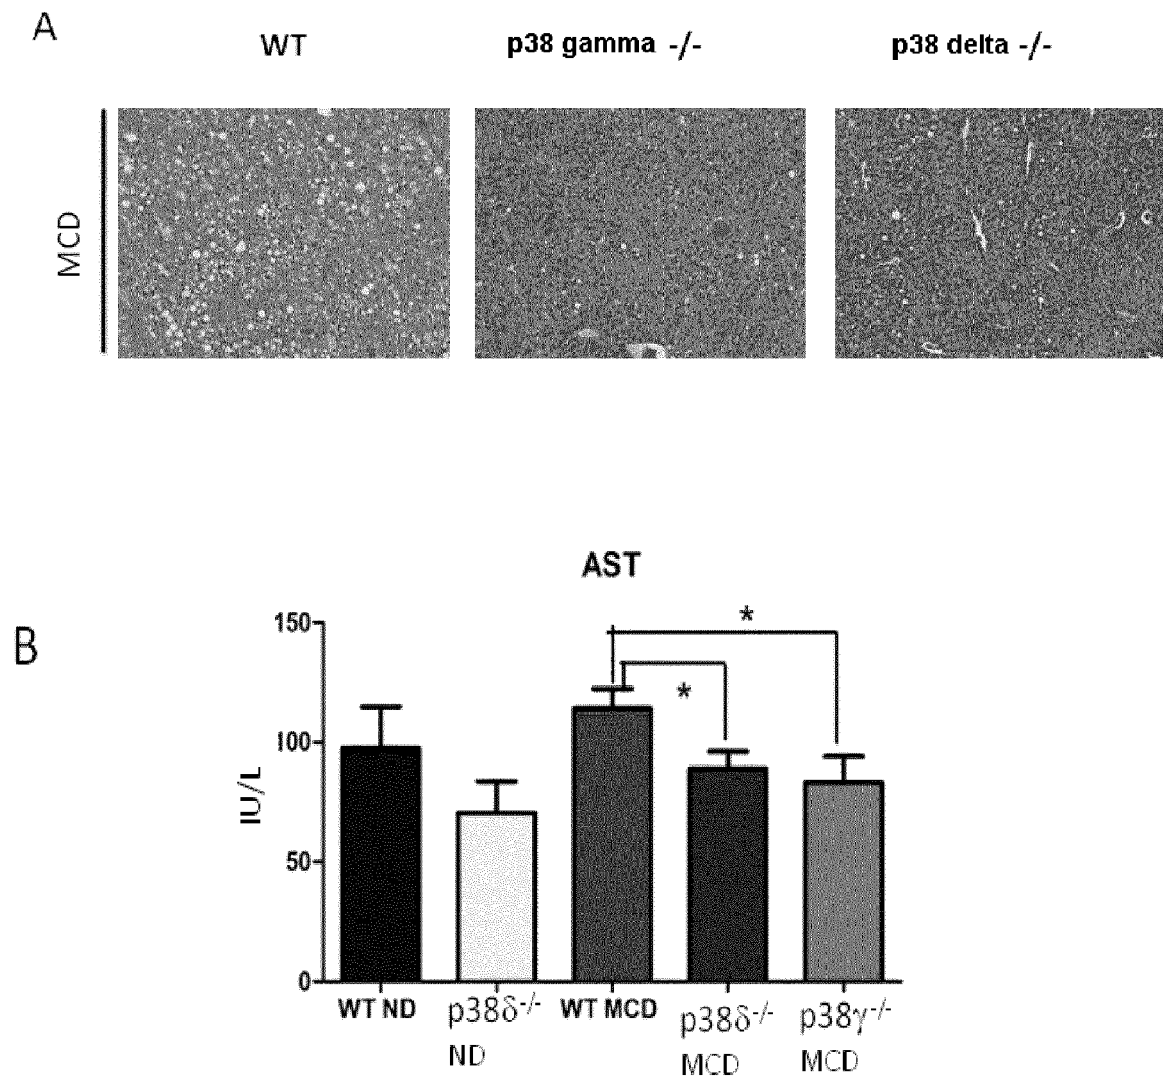 A
WT
p38 gamma -/-
p38 delta -/-
MCD
B
AST
IU/L
150
100
50
0
*
*
WT ND
p38δ-/-
ND
WT MCD
p38δ-/-
MCD
p38γ-/-
MCD